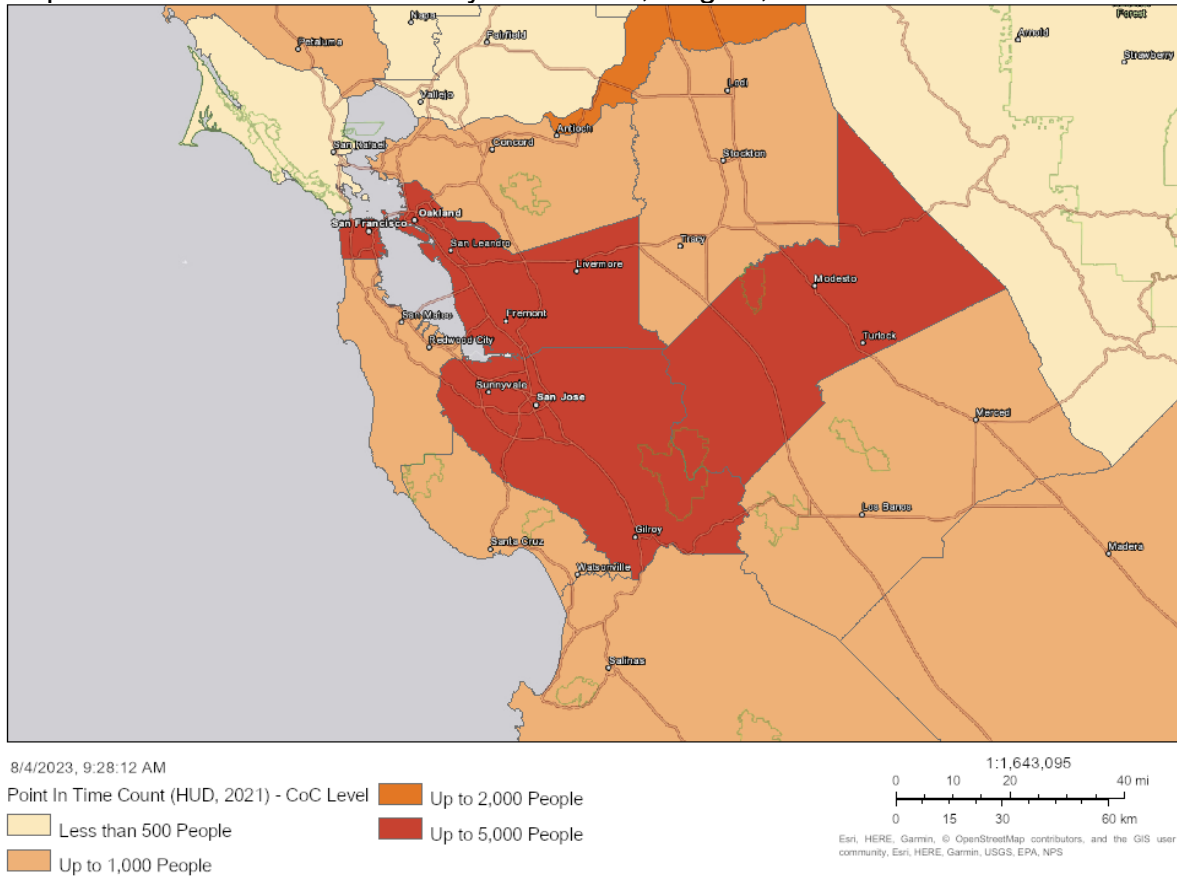 Napa
Petaluma
Fairfield
Forest
Arnold
Strawberry
Vallejo
Lodi
Antioch
San Rafael
Concord
Stockton
Oakland
San Francisco
San Leandro
Tracy
Livermore
Modesto
San Mateo
Fremont
Redwood City
Turlock
Sunnyvale
San Jose
Merced
Los Banos
Gilroy
Santa Cruz
Madera
Watsonville
Salinas
8/4/2023, 9:28:12 AM
Point In Time Count (HUD, 2021) - CoC Level
Less than 500 People
Up to 1,000 People
Up to 2,000 People
Up to 5,000 People
1:1,643,095
0 10 20 40 mi
0 15 30 60 km
Esri, HERE, Garmin, © OpenStreetMap contributors, and the GIS user
community, Esri, HERE, Garmin, USGS, EPA, NPS